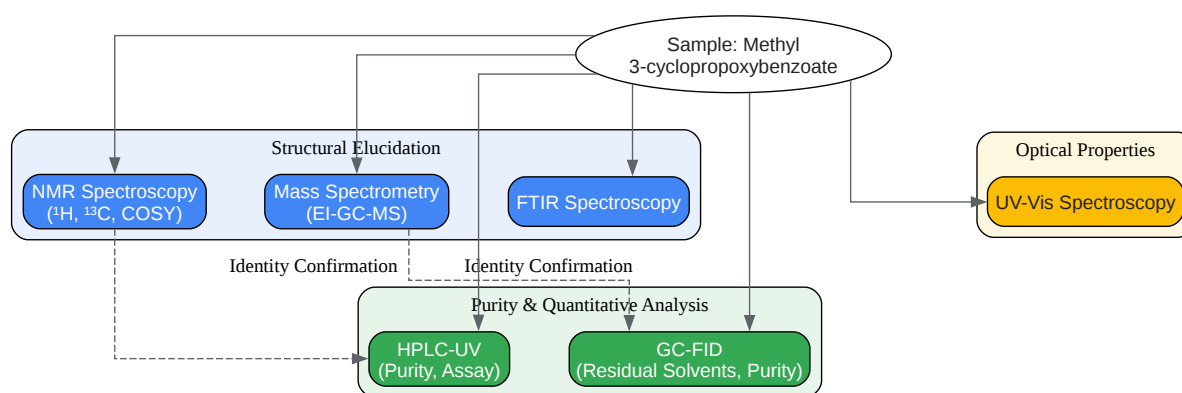 Sample: Methyl
3-cyclopropoxybenzoate
Structural Elucidation
Optical Properties
NMR Spectroscopy
(¹H, ¹³C, COSY)
Mass Spectrometry
(EI-GC-MS)
FTIR Spectroscopy
UV-Vis Spectroscopy
Identity Confirmation
Identity Confirmation
Purity & Quantitative Analysis
HPLC-UV
(Purity, Assay)
GC-FID
(Residual Solvents, Purity)